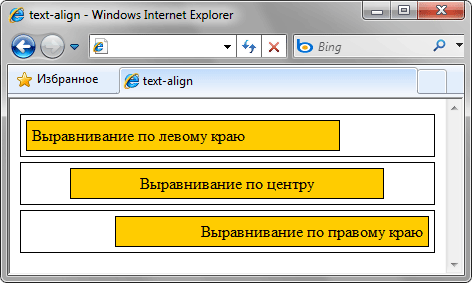 text-align - Windows Internet Explorer
Bing
Избранное
text-align
Выравнивание по левому краю
Выравнивание по центру
Выравнивание по правому краю